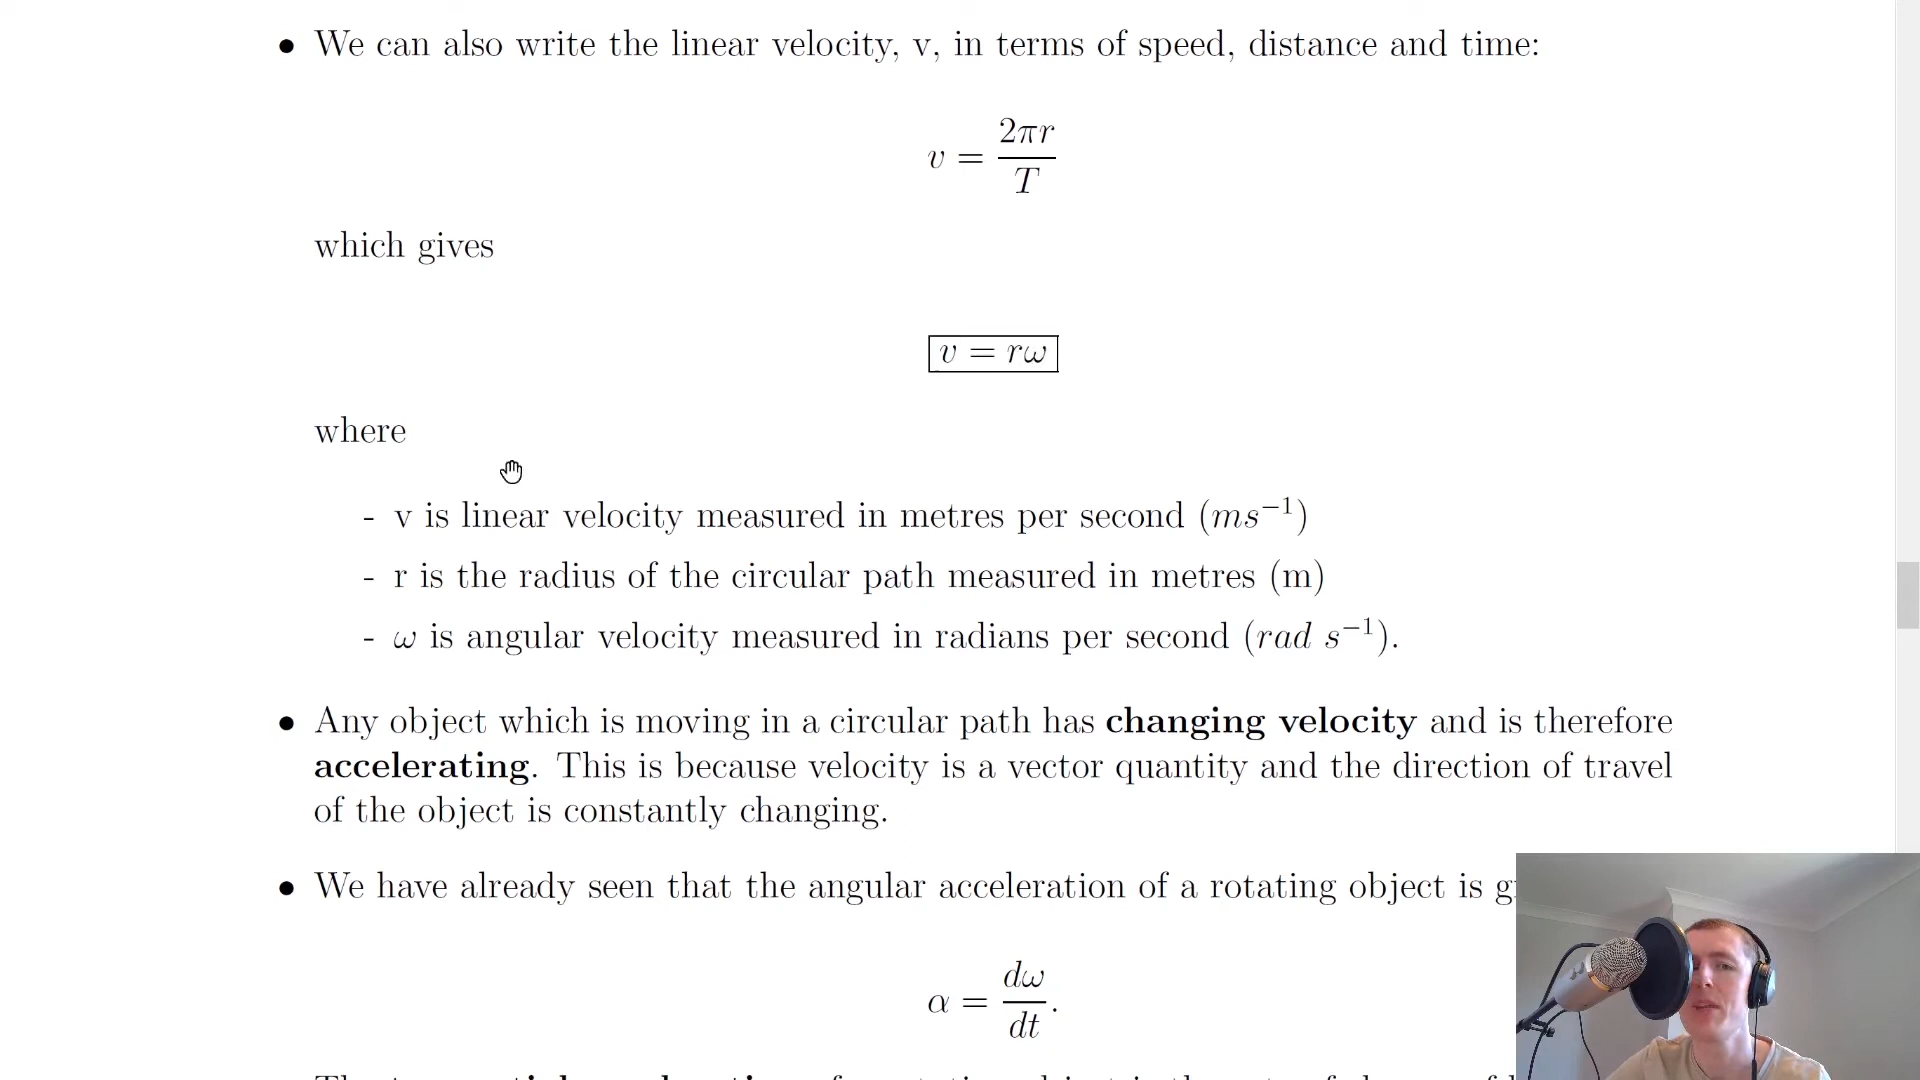 • We can also write the linear velocity, v, in terms of speed, distance and time:
v = 2πr / T
which gives
v = rω
where
- v is linear velocity measured in metres per second (ms⁻¹)
- r is the radius of the circular path measured in metres (m)
- ω is angular velocity measured in radians per second (rad s⁻¹).
• Any object which is moving in a circular path has changing velocity and is therefore
accelerating. This is because velocity is a vector quantity and the direction of travel
of the object is constantly changing.
• We have already seen that the angular acceleration of a rotating object is
α = dω / dt.